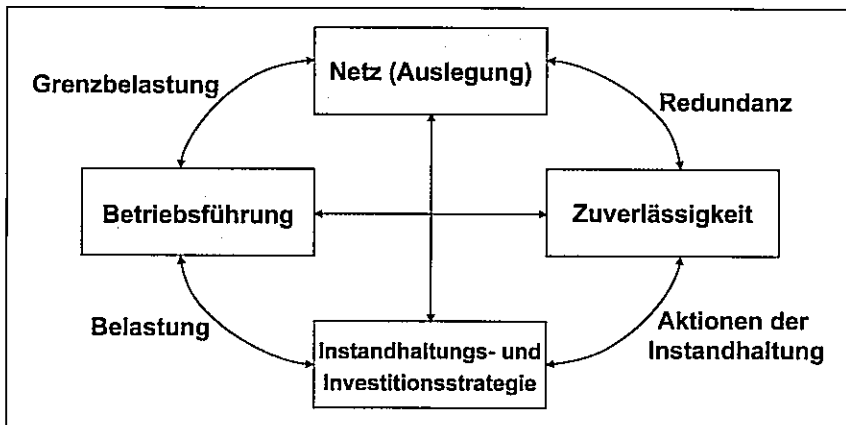 Netz (Auslegung)
Grenzbelastung
Redundanz
Betriebsführung
Zuverlässigkeit
Belastung
Aktionen der
Instandhaltung
Instandhaltungs- und
Investitionsstrategie